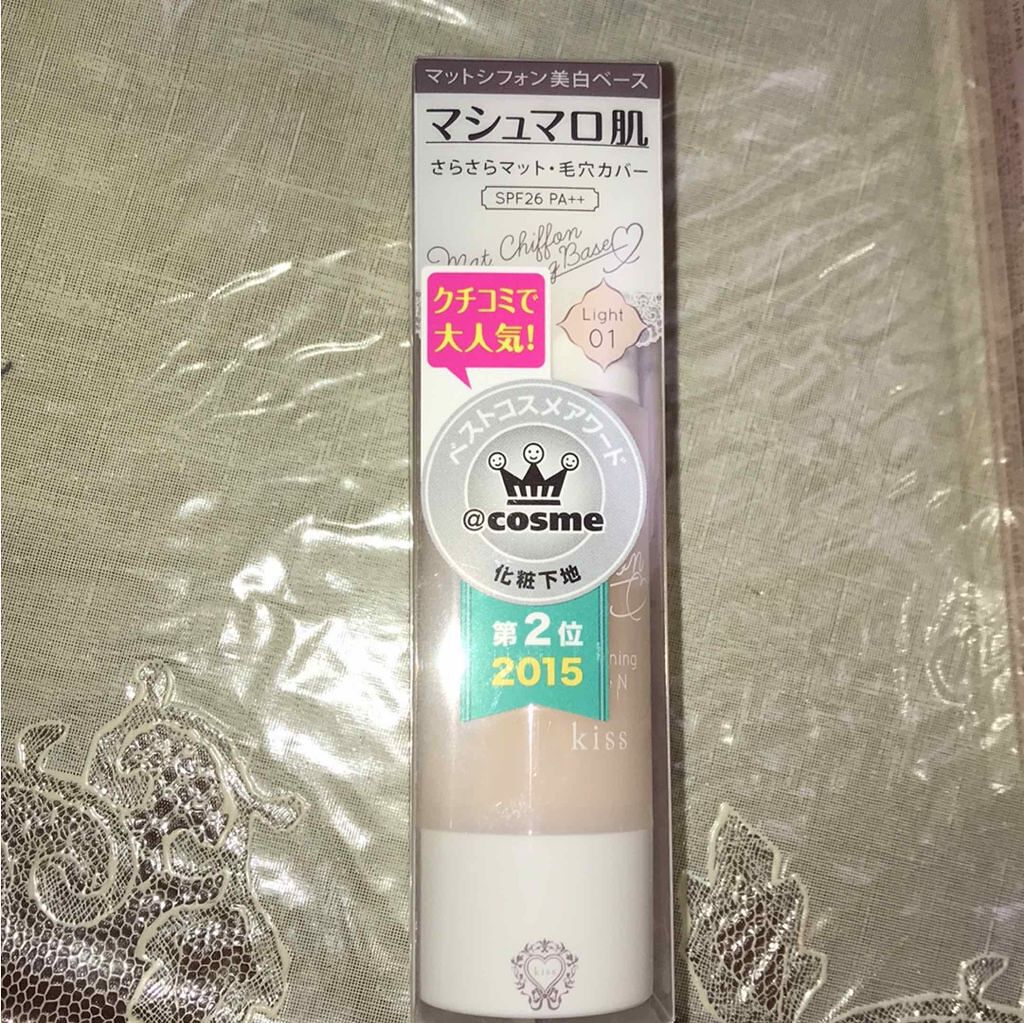 マットシフォン美白ベース
マシュマロ肌
さらさらマット・毛穴カバー
SPF26 PA++
Mat Chiffon
g Base
クチコミで
大人気!
Light
01
ベストコスメアワード
@cosme
化粧下地
第2位
2015
ning
N
kiss
kiss